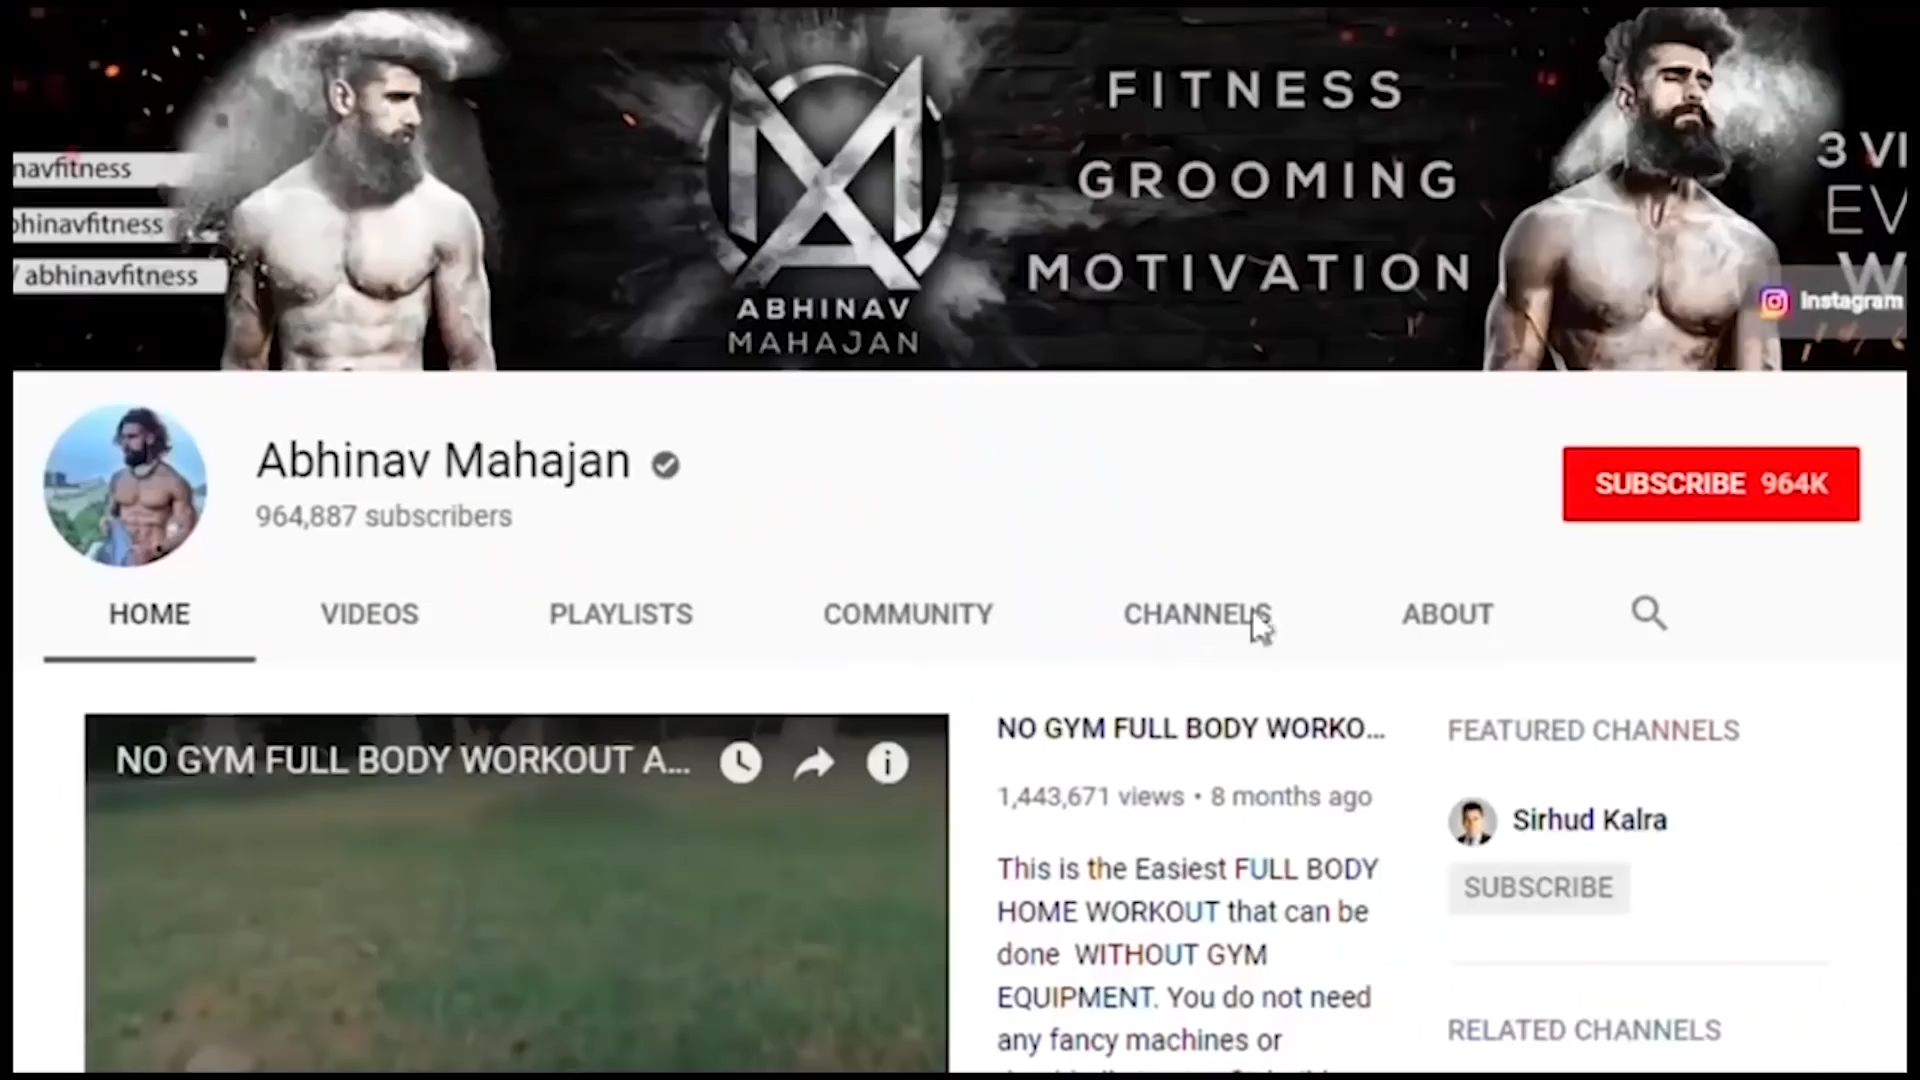 navfitness
bhinavfitness
/ abhinavfitness
ABHINAV
MAHAJAN
FITNESS
GROOMING
MOTIVATION
3 VI
EV
W
Instagram
Abhinav Mahajan
964,887 subscribers
SUBSCRIBE 964K
HOME
VIDEOS
PLAYLISTS
COMMUNITY
CHANNELS
ABOUT
NO GYM FULL BODY WORKOUT A...
NO GYM FULL BODY WORKO...
1,443,671 views • 8 months ago
This is the Easiest FULL BODY
HOME WORKOUT that can be
done WITHOUT GYM
EQUIPMENT. You do not need
any fancy machines or
FEATURED CHANNELS
Sirhud Kalra
SUBSCRIBE
RELATED CHANNELS